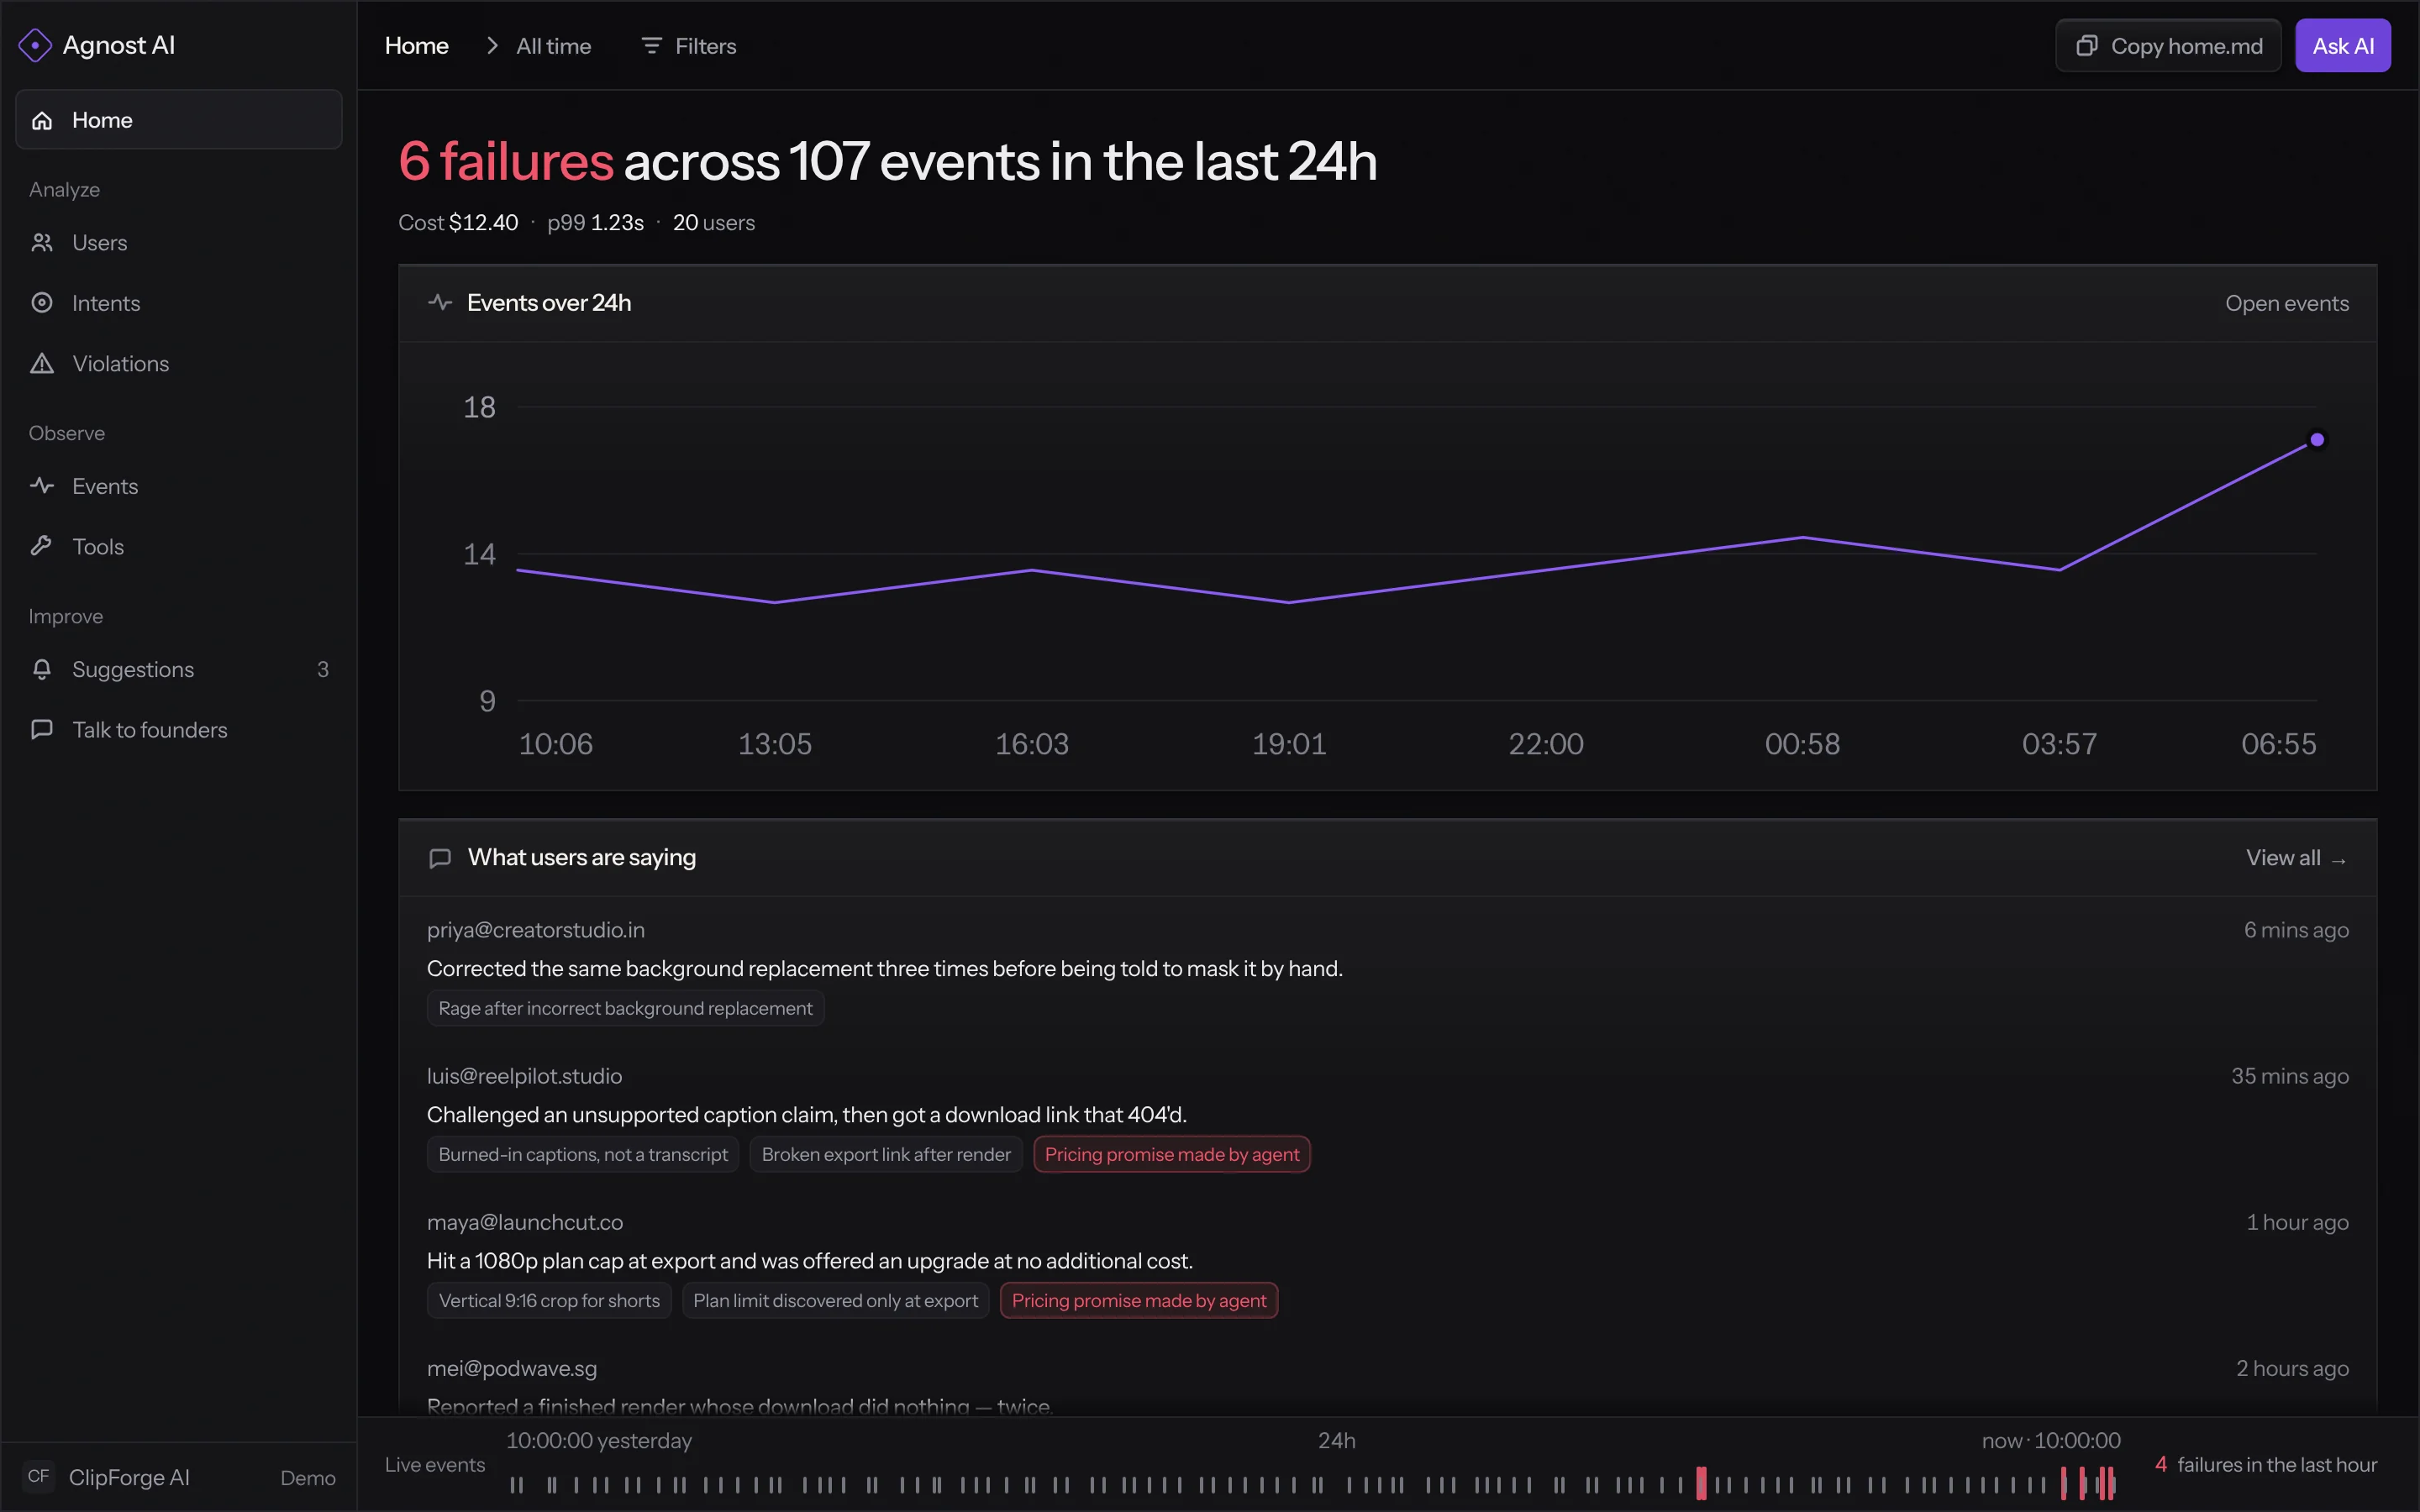 Agnost AI
Home
Analyze
Users
Intents
Violations
Observe
Events
Tools
Improve
Suggestions 3
Talk to founders
CF ClipForge AI Demo
Home All time Filters
Copy home.md Ask AI
6 failures across 107 events in the last 24h
Cost $12.40 · p99 1.23s · 20 users
Events over 24h Open events
18
14
9
10:06 13:05 16:03 19:01 22:00 00:58 03:57 06:55
What users are saying View all →
priya@creatorstudio.in 6 mins ago
Corrected the same background replacement three times before being told to mask it by hand.
Rage after incorrect background replacement
luis@reelpilot.studio 35 mins ago
Challenged an unsupported caption claim, then got a download link that 404'd.
Burned-in captions, not a transcript Broken export link after render Pricing promise made by agent
maya@launchcut.co 1 hour ago
Hit a 1080p plan cap at export and was offered an upgrade at no additional cost.
Vertical 9:16 crop for shorts Plan limit discovered only at export Pricing promise made by agent
mei@podwave.sg 2 hours ago
Reported a finished render whose download did nothing — twice.
10:00:00 yesterday 24h now · 10:00:00
Live events 4 failures in the last hour